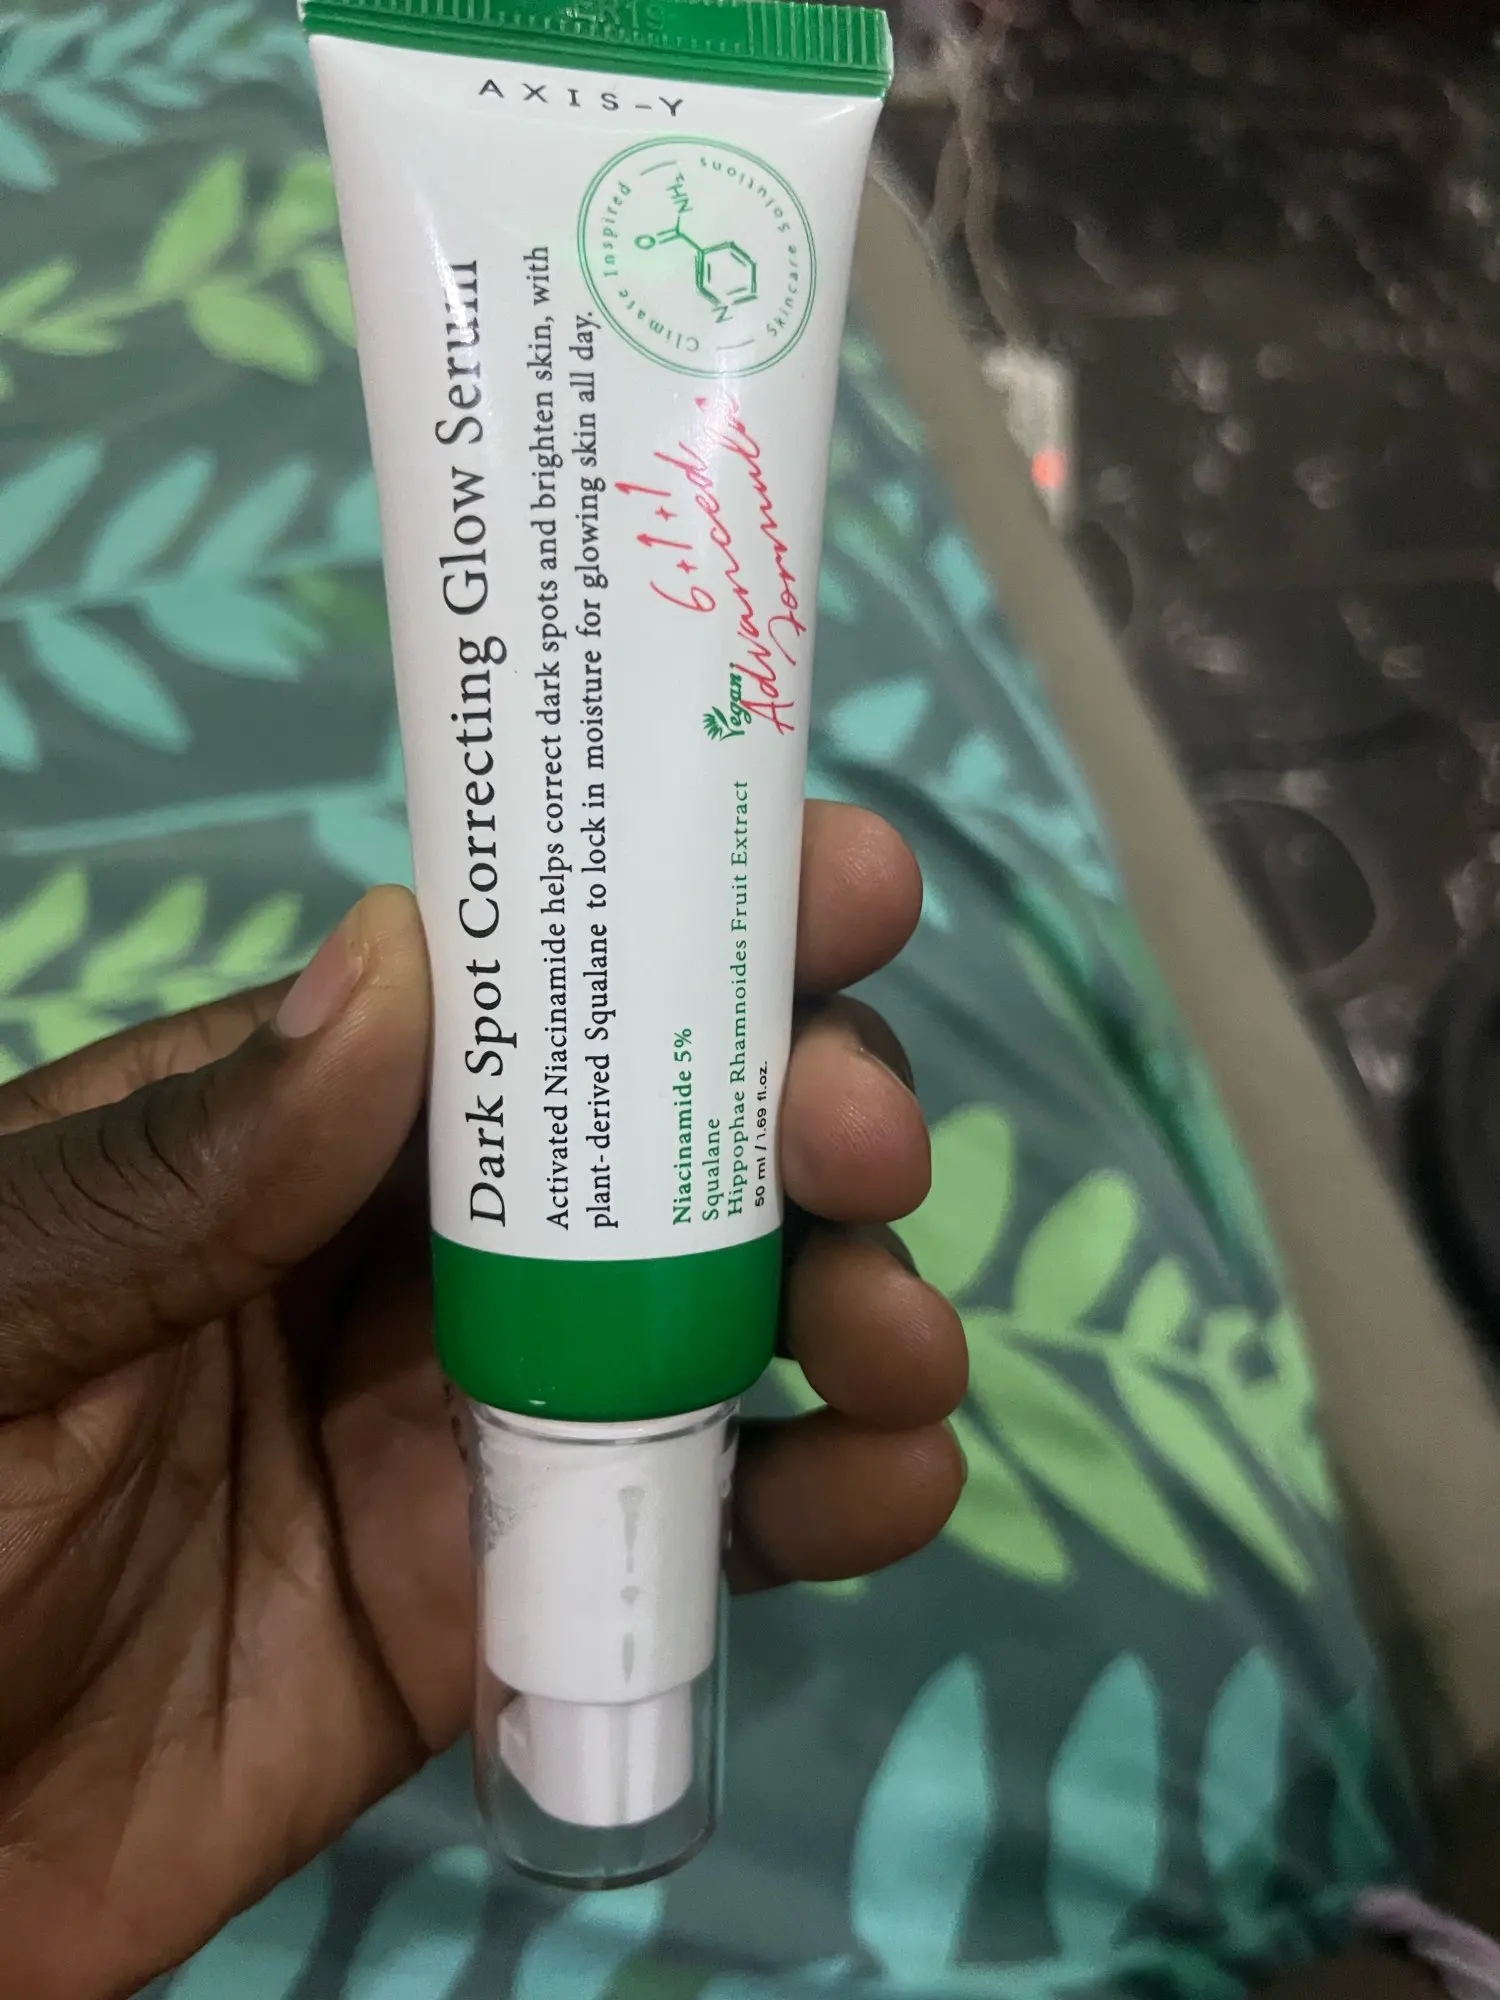 AXIS-Y
Dark Spot Correcting Glow Serum
Activated Niacinamide helps correct dark spots and brighten skin, with
plant-derived Squalane to lock in moisture for glowing skin all day.
Climate Inspired
Skincare Solutions
O
NH₂
N
6+1+1
Advanced
Formula
Vegan
Niacinamide 5%
Squalane
Hippophae Rhamnoides Fruit Extract
50 ml / 1.69 fl.oz.